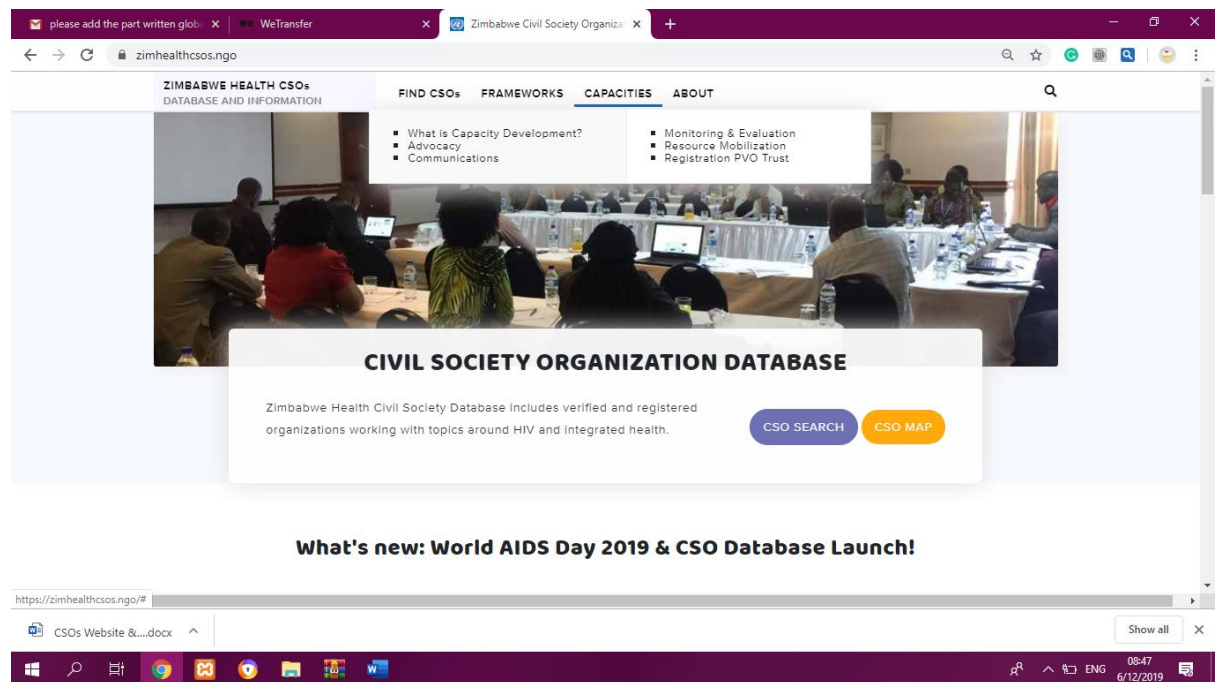 please add the part written glob
WeTransfer
Zimbabwe Civil Society Organiza
zimhealthcsos.ngo
ZIMBABWE HEALTH CSOs
DATABASE AND INFORMATION
FIND CSOs FRAMEWORKS CAPACITIES ABOUT
What is Capacity Development?
Advocacy
Communications
Monitoring & Evaluation
Resource Mobilization
Registration PVO Trust
CIVIL SOCIETY ORGANIZATION DATABASE
Zimbabwe Health Civil Society Database includes verified and registered
organizations working with topics around HIV and integrated health.
CSO SEARCH
CSO MAP
What's new: World AIDS Day 2019 & CSO Database Launch!
https://zimhealthcsos.ngo/#
CSOs Website &....docx
Show all
ENG
08:47
6/12/2019